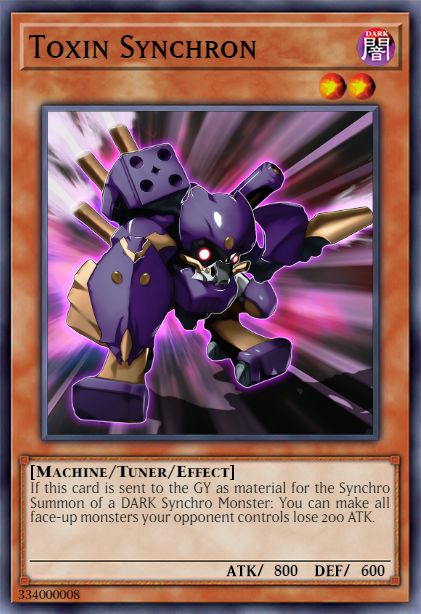 Toxin Synchron
DARK
闇
[Machine/Tuner/Effect]
If this card is sent to the GY as material for the Synchro
Summon of a DARK Synchro Monster: You can make all
face-up monsters your opponent controls lose 200 ATK.
ATK/ 800 DEF/ 600
334000008